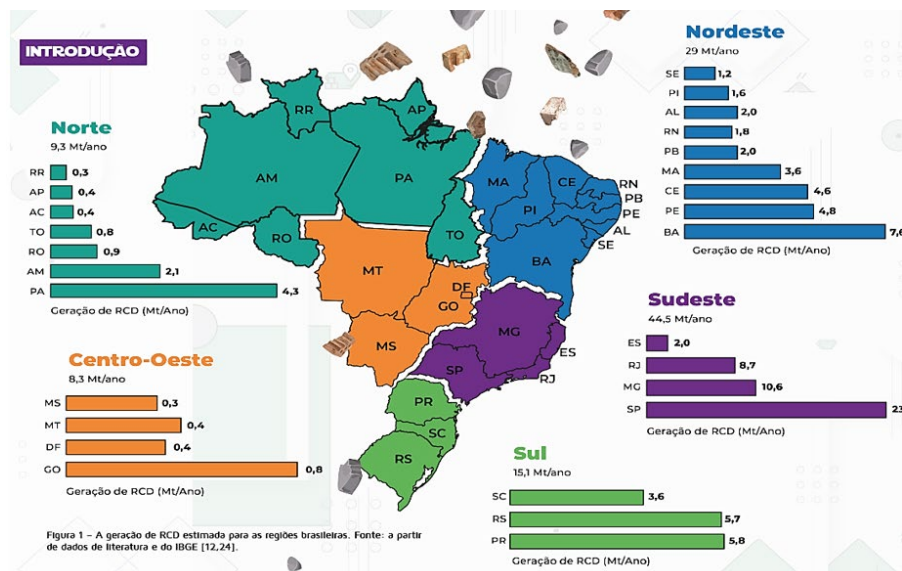 INTRODUÇÃO
Norte
9,3 Mt/ano
RR 0,3
AP 0,4
AC 0,4
TO 0,8
RO 0,9
AM 2,1
PA 4,3
Geração de RCD (Mt/Ano)
Centro-Oeste
8,3 Mt/ano
MS 0,3
MT 0,4
DF 0,4
GO 0,8
Geração de RCD (Mt/Ano)
RR
AP
AM
PA
AC
RO
TO
MA
CE
RN
PB
PE
AL
SE
PI
BA
MT
DF
GO
MS
MG
ES
SP
RJ
PR
SC
RS
Nordeste
29 Mt/ano
SE 1,2
PI 1,6
AL 2,0
RN 1,8
PB 2,0
MA 3,6
CE 4,6
PE 4,8
BA 7,6
Geração de RCD (Mt/Ano)
Sudeste
44,5 Mt/ano
ES 2,0
RJ 8,7
MG 10,6
SP 23
Geração de RCD (Mt/Ano)
Sul
15,1 Mt/ano
SC 3,6
RS 5,7
PR 5,8
Geração de RCD (Mt/Ano)
Figura 1 – A geração de RCD estimada para as regiões brasileiras. Fonte: a partir
de dados de literatura e do IBGE [12,24].